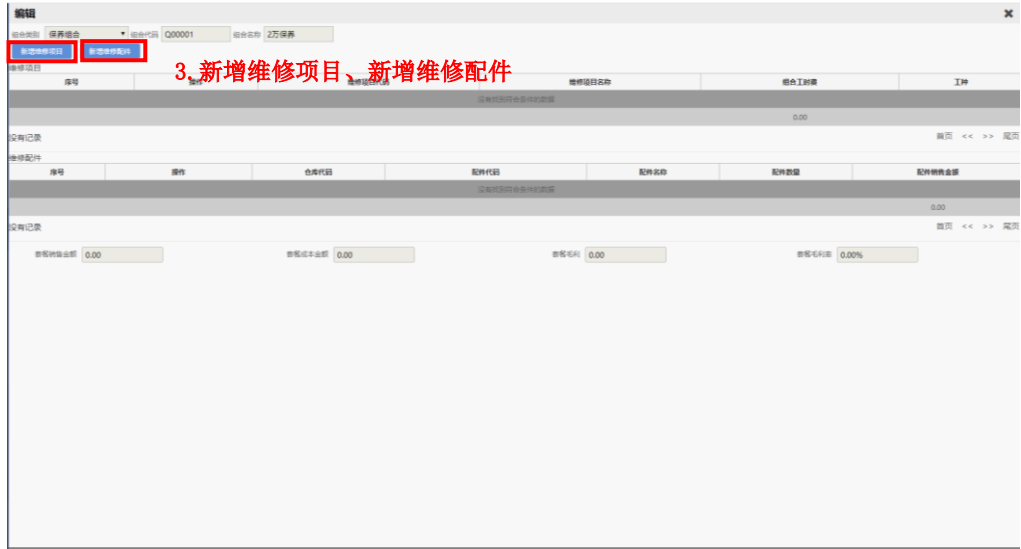 编辑 ✖
组合类别 保养组合 组合代码 Q00001 组合名称 2万保养
新增维修项目 新增维修配件
3.新增维修项目、新增维修配件
维修项目
序号 操作 维修项目代码 维修项目名称 组合工时费 工种
没有找到符合条件的数据
0.00
没有记录 首页 << >> 尾页
维修配件
序号 操作 仓库代码 配件代码 配件名称 配件数量 配件销售金额
没有找到符合条件的数据
0.00
没有记录 首页 << >> 尾页
套餐销售金额 0.00 套餐成本金额 0.00 套餐毛利 0.00 套餐毛利率 0.00%